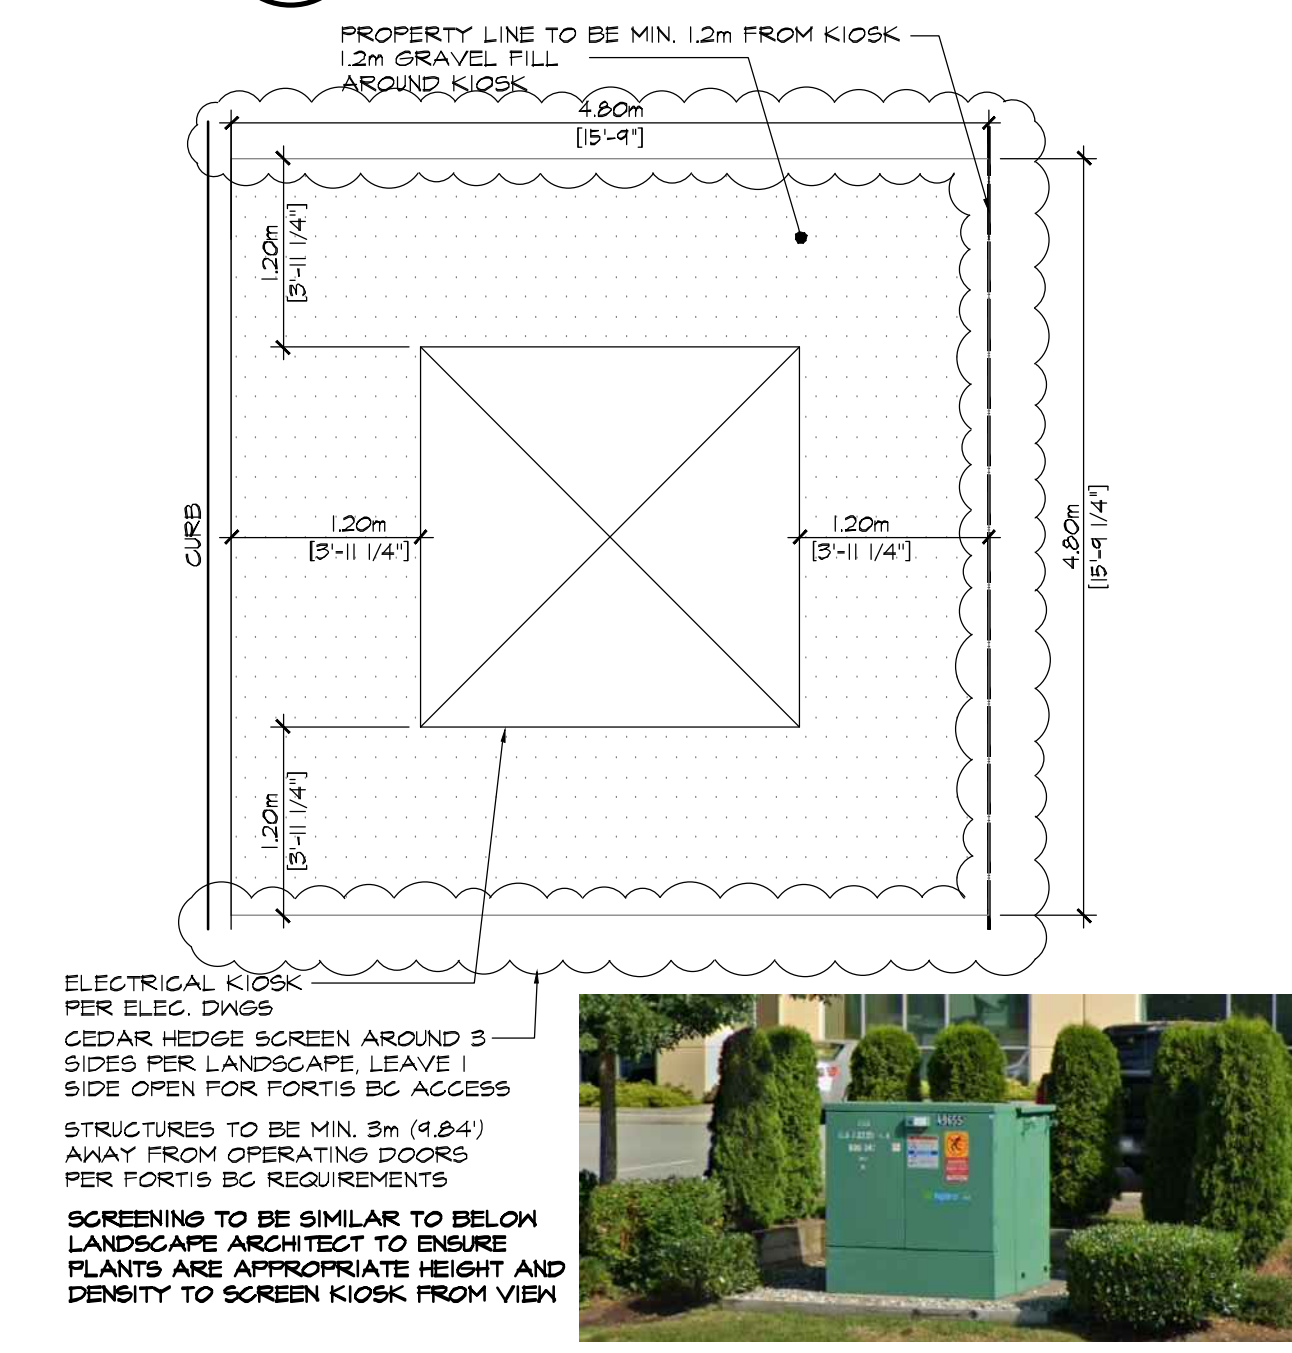 PROPERTY LINE TO BE MIN. 1.2m FROM KIOSK
1.2m GRAVEL FILL
AROUND KIOSK
4.80m
[15'-9"]
1.20m
[3'-11 1/4"]
CURB
1.20m
[3'-11 1/4"]
1.20m
[3'-11 1/4"]
4.80m
[15'-9 1/4"]
1.20m
[3'-11 1/4"]
ELECTRICAL KIOSK
PER ELEC. DWGS
CEDAR HEDGE SCREEN AROUND 3
SIDES PER LANDSCAPE, LEAVE 1
SIDE OPEN FOR FORTIS BC ACCESS
STRUCTURES TO BE MIN. 3m (9.84')
AWAY FROM OPERATING DOORS
PER FORTIS BC REQUIREMENTS
SCREENING TO BE SIMILAR TO BELOW
LANDSCAPE ARCHITECT TO ENSURE
PLANTS ARE APPROPRIATE HEIGHT AND
DENSITY TO SCREEN KIOSK FROM VIEW